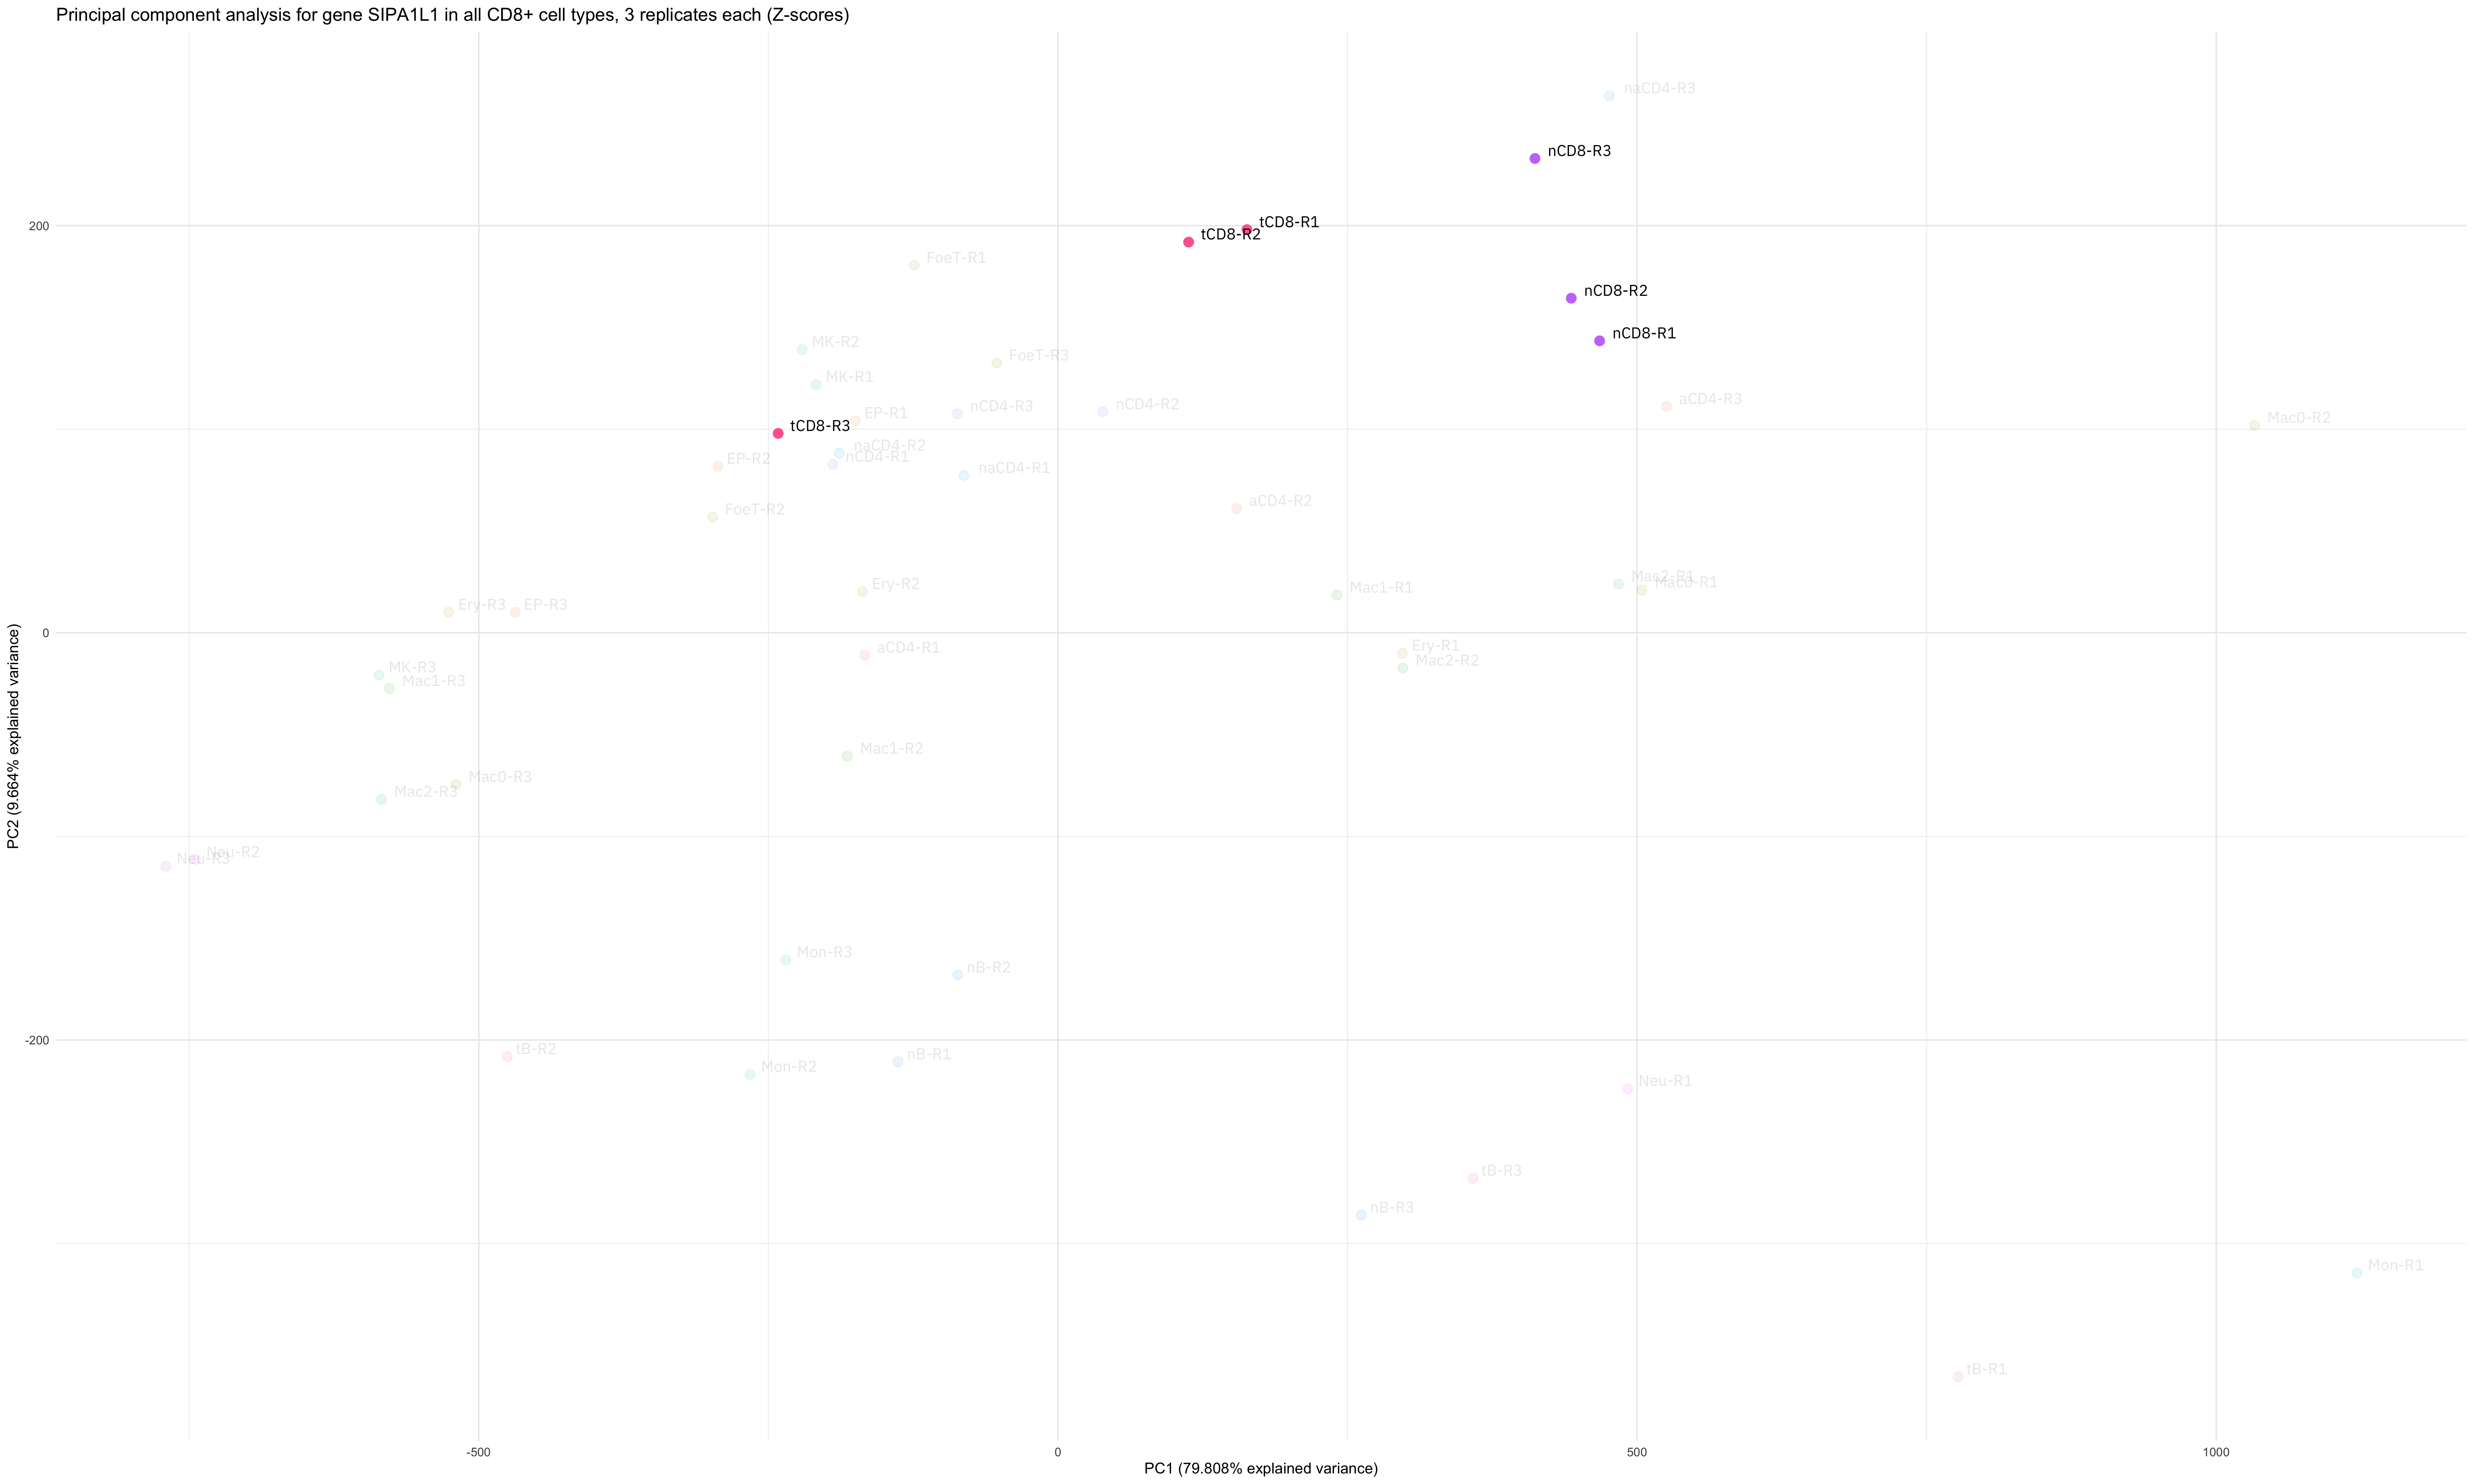 Principal component analysis for gene SIPA1L1 in all CD8+ cell types, 3 replicates each (Z-scores)
naCD4-R3
nCD8-R3
tCD8-R1
200
tCD8-R2
FoeT-R1
nCD8-R2
nCD8-R1
MK-R2
FoeT-R3
MK-R1
aCD4-R3
nCD4-R3
nCD4-R2
EP-R1
Mac0-R2
tCD8-R3
naCD4-R2
nCD4-R1
EP-R2
naCD4-R1
aCD4-R2
FoeT-R2
Mac2-R1
Mac0-R1
Mac1-R1
Ery-R2
Ery-R3
EP-R3
0
Ery-R1
aCD4-R1
Mac2-R2
MK-R3
Mac1-R3
PC2 (9.664% explained variance)
Mac1-R2
Mac0-R3
Mac2-R3
Neu-R2
Neu-R3
Mon-R3
nB-R2
-200
tB-R2
nB-R1
Mon-R2
Neu-R1
tB-R3
nB-R3
Mon-R1
tB-R1
-500
0
500
1000
PC1 (79.808% explained variance)